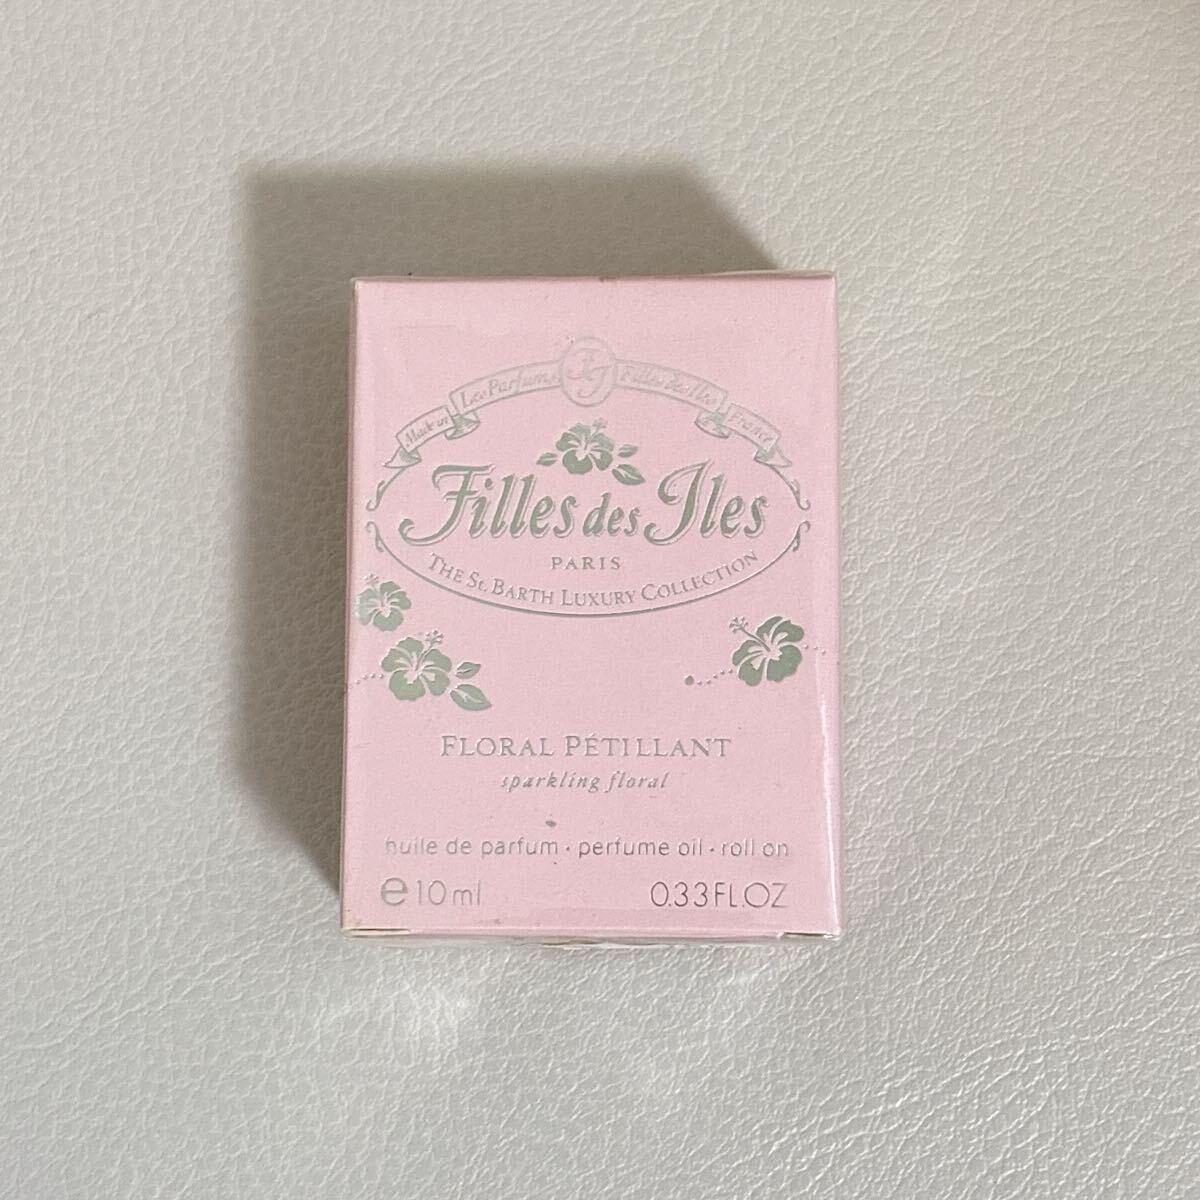 Made in Les Parfums FJ Filles des Iles France
Filles des Iles
PARIS
THE ST. BARTH LUXURY COLLECTION
FLORAL PÉTILLANT
sparkling floral
huile de parfum · perfume oil · roll on
℮10ml 0.33FL.OZ